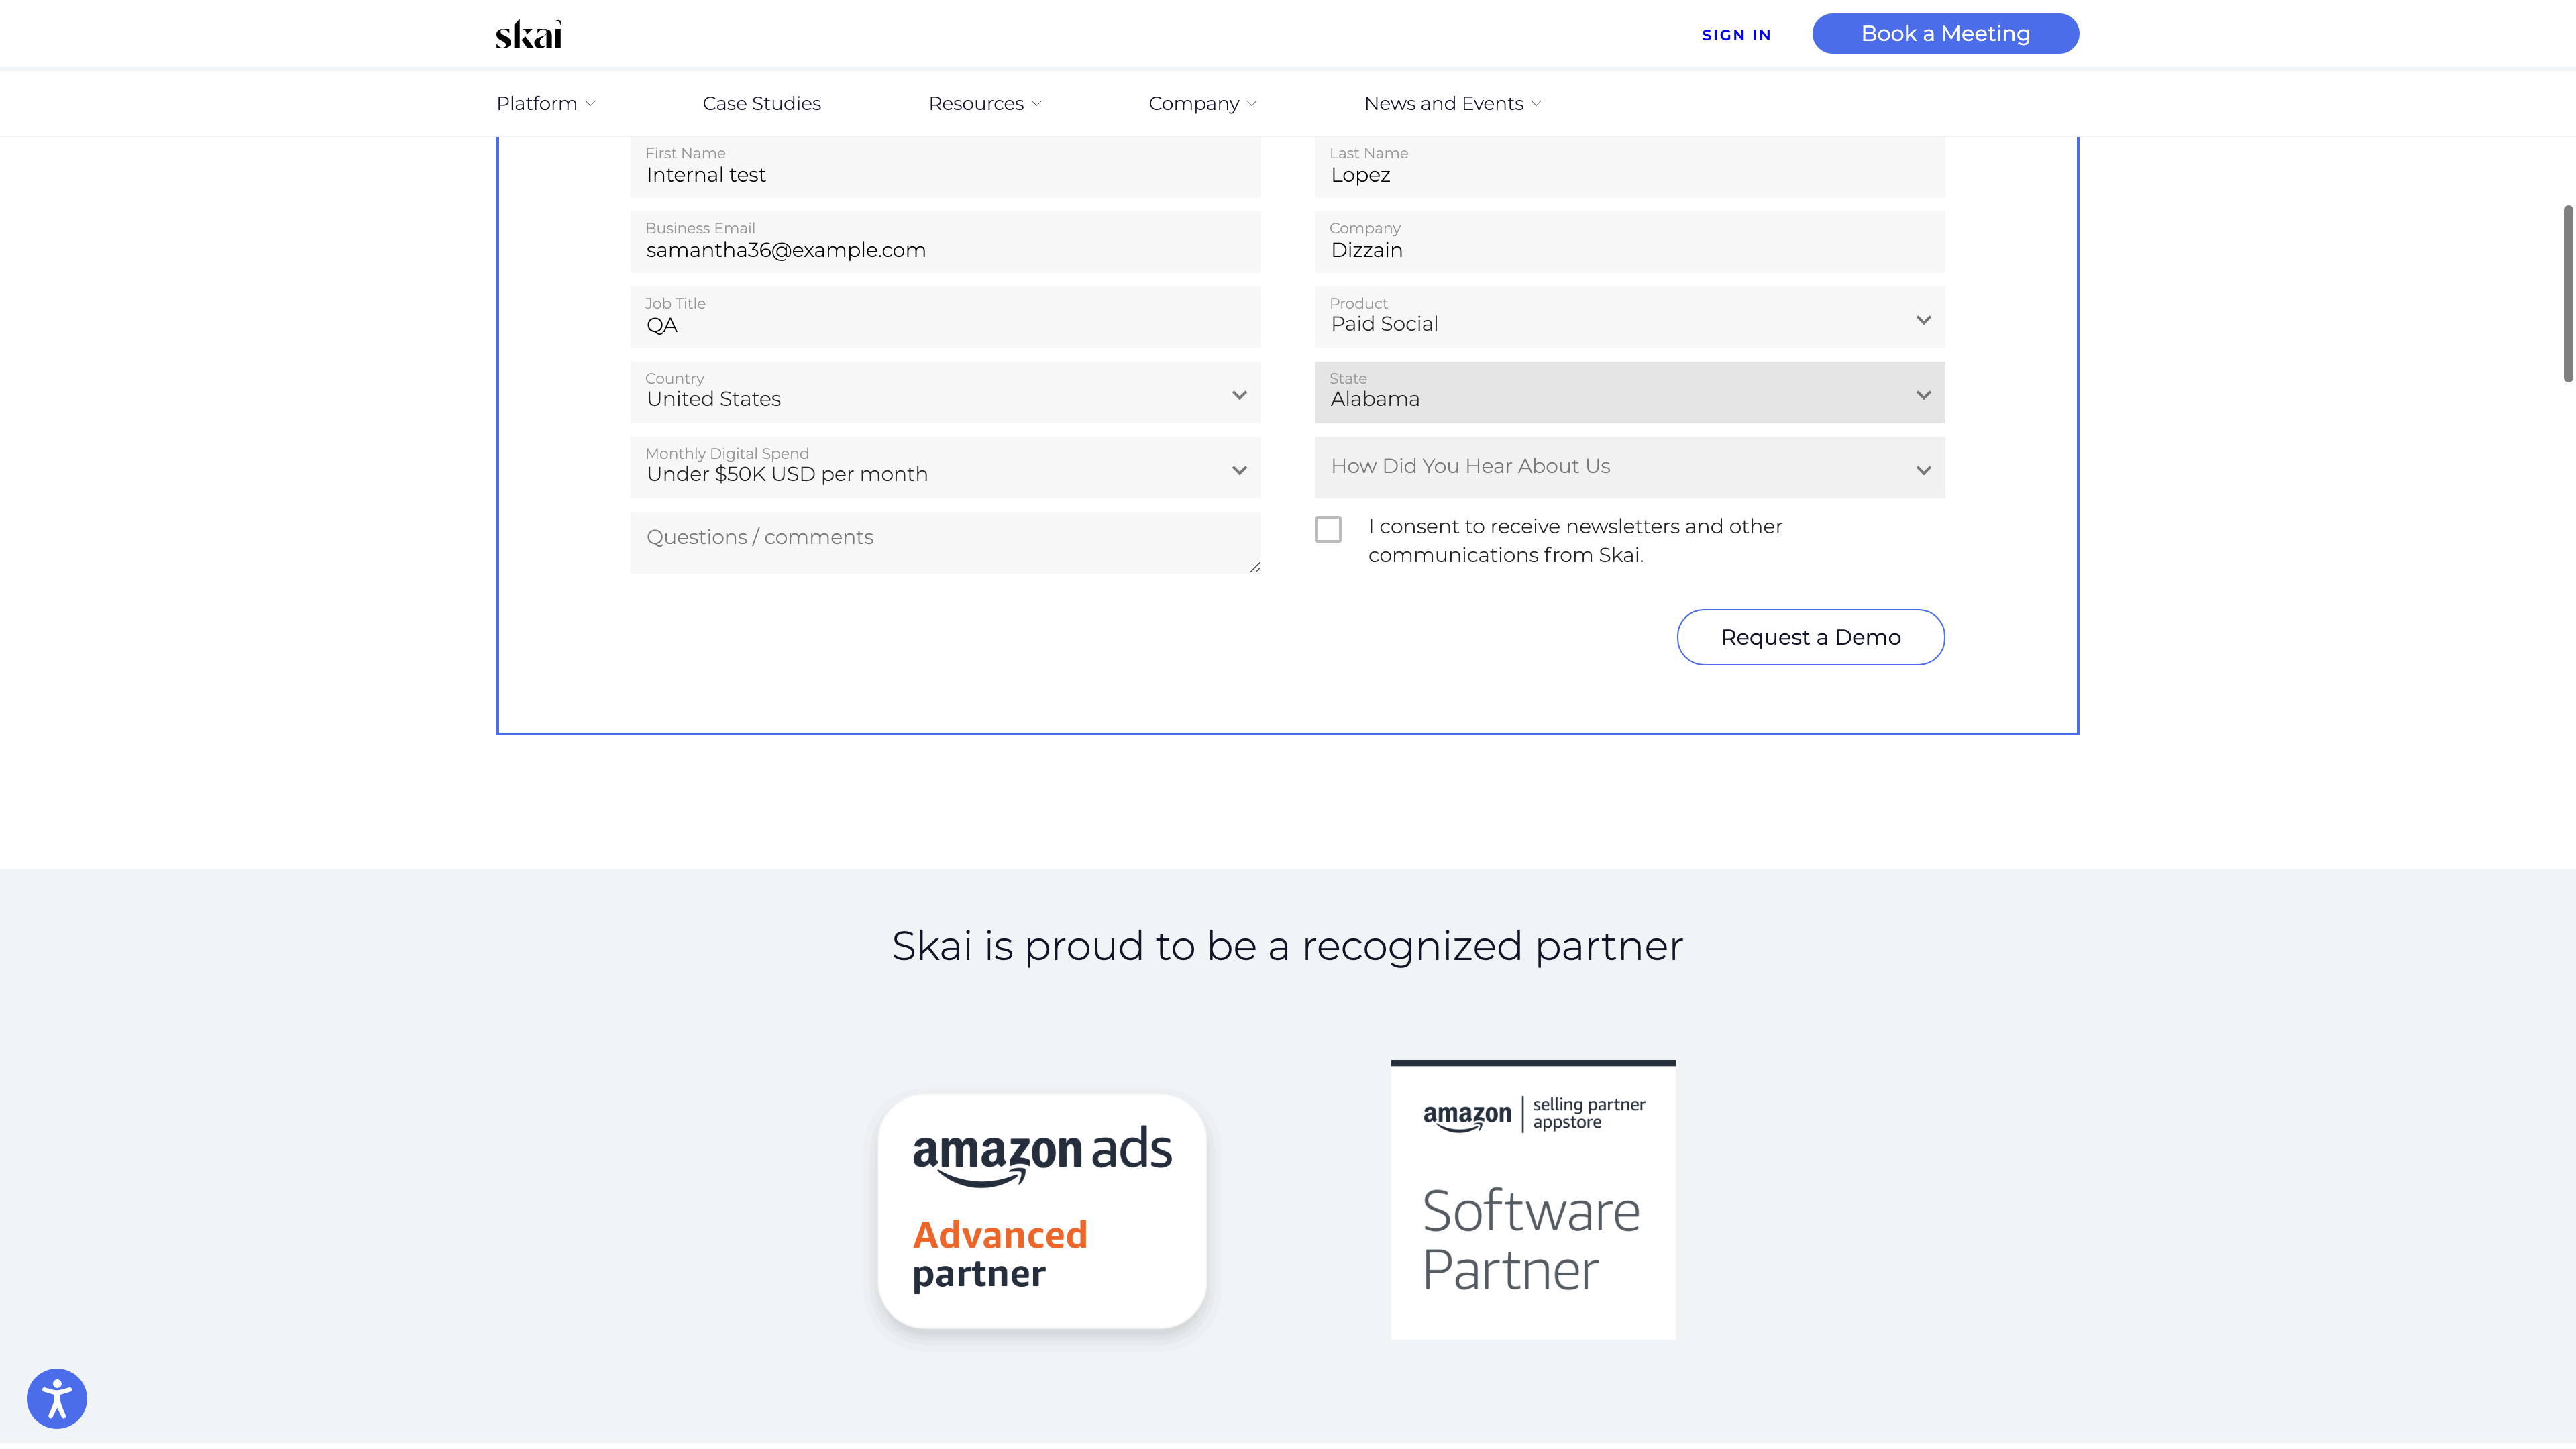 skai
SIGN IN
Book a Meeting
Platform
Case Studies
Resources
Company
News and Events
First Name
Internal test
Last Name
Lopez
Business Email
samantha36@example.com
Company
Dizzain
Job Title
QA
Product
Paid Social
Country
United States
State
Alabama
Monthly Digital Spend
Under $50K USD per month
How Did You Hear About Us
Questions / comments
I consent to receive newsletters and other
communications from Skai.
Request a Demo
Skai is proud to be a recognized partner
amazon ads
Advanced
partner
amazon
selling partner
appstore
Software
Partner